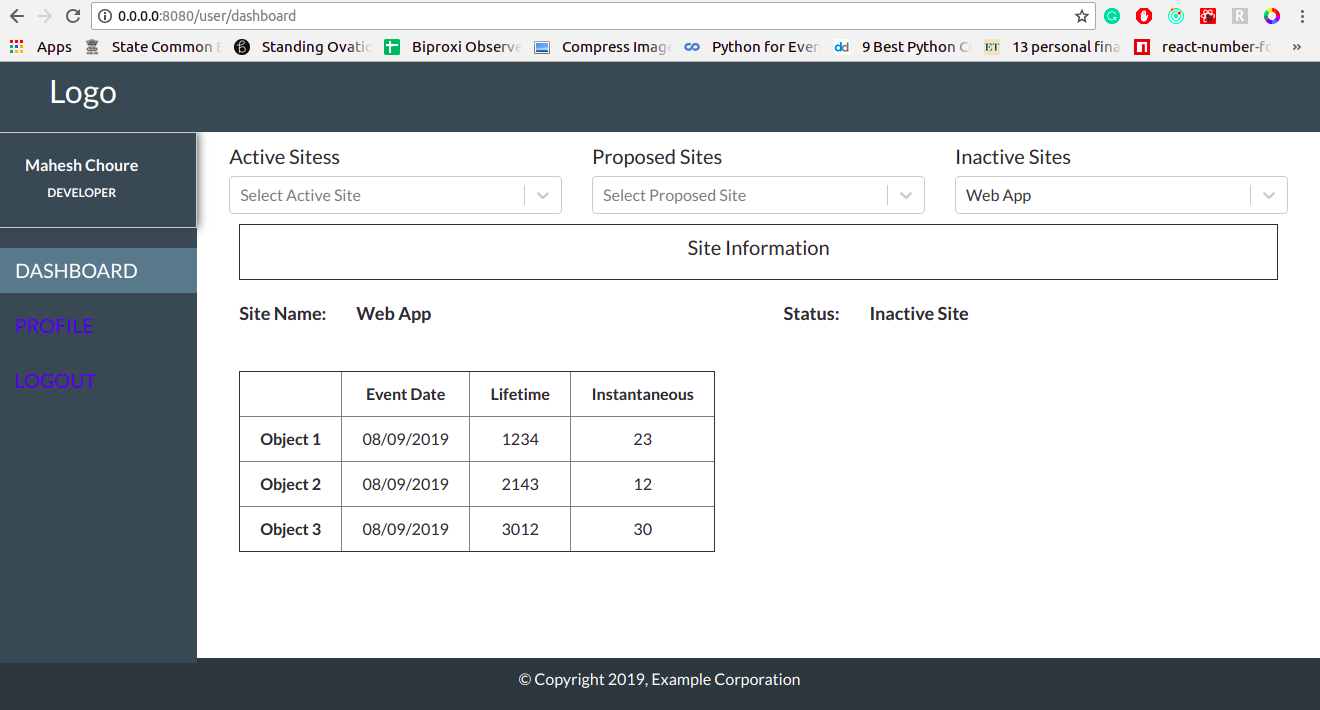 0.0.0.0:8080/user/dashboard
Apps State Common Standing Ovatio Biproxi Observe Compress Imag Python for Ever 9 Best Python C 13 personal fina react-number-fo »
Logo
Mahesh Choure
DEVELOPER
DASHBOARD
PROFILE
LOGOUT
Active Sitess Proposed Sites Inactive Sites
Select Active Site Select Proposed Site Web App
Site Information
Site Name: Web App Status: Inactive Site
Event Date Lifetime Instantaneous
Object 1 08/09/2019 1234 23
Object 2 08/09/2019 2143 12
Object 3 08/09/2019 3012 30
© Copyright 2019, Example Corporation